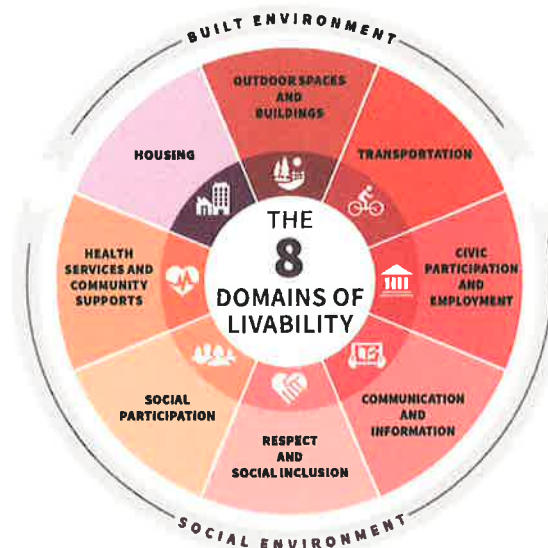 BUILT ENVIRONMENT
OUTDOOR SPACES
AND
BUILDINGS
HOUSING
TRANSPORTATION
THE
8
DOMAINS OF
LIVABILITY
HEALTH
SERVICES AND
COMMUNITY
SUPPORTS
CIVIC
PARTICIPATION
AND
EMPLOYMENT
SOCIAL
PARTICIPATION
COMMUNICATION
AND
INFORMATION
RESPECT
AND
SOCIAL INCLUSION
SOCIAL ENVIRONMENT